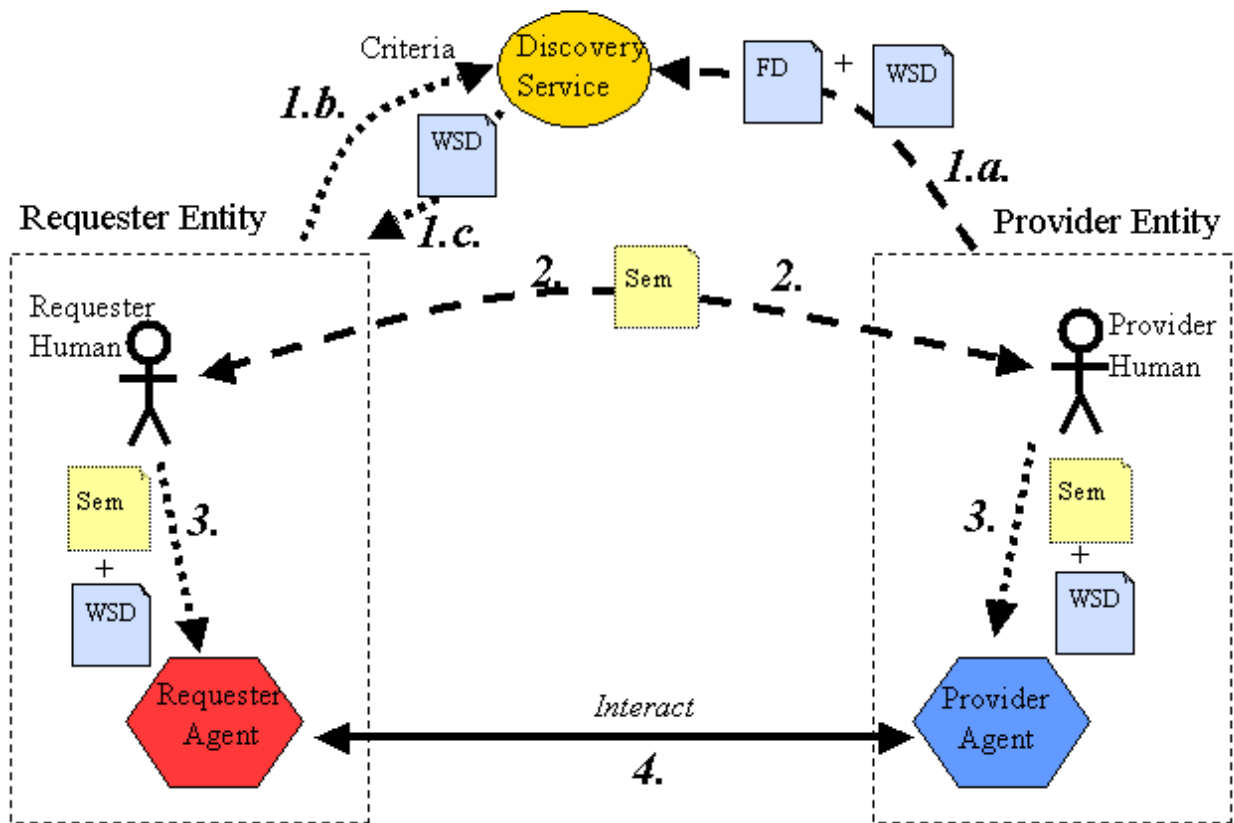 Criteria
Discovery
Service
FD
+
WSD
1.b.
WSD
1.a.
1.c.
Requester Entity
Provider Entity
2.
Sem
2.
Requester
Human
Provider
Human
Sem
3.
+
WSD
3.
Sem
+
WSD
Requester
Agent
Interact
4.
Provider
Agent